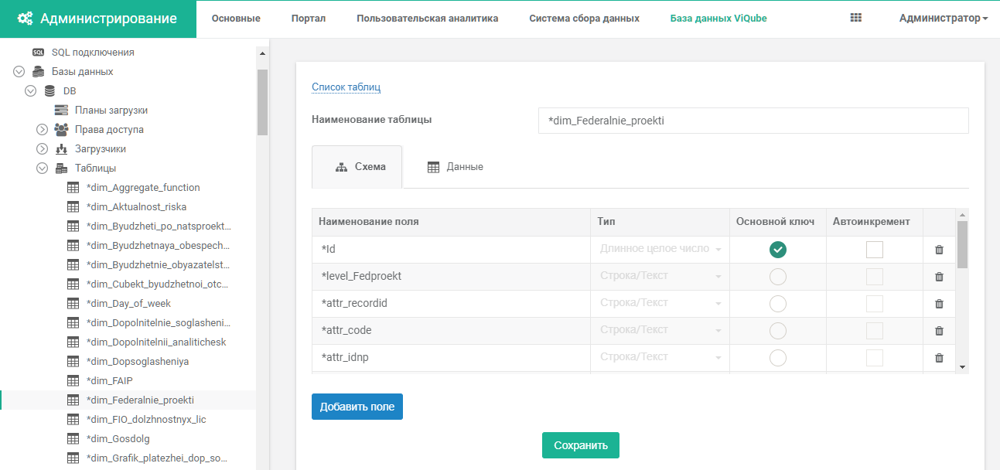 Администрирование
Основные
Портал
Пользовательская аналитика
Система сбора данных
База данных ViQube
Администратор
SQL SQL подключения
Базы данных
DB
Планы загрузки
Права доступа
Загрузчики
Таблицы
*dim_Aggregate_function
*dim_Aktualnost_riska
*dim_Byudzheti_po_natsproekt...
*dim_Byudzhetnaya_obespech...
*dim_Byudzhetnie_obyazatelst...
*dim_Cubekt_byudzhetnoi_otc...
*dim_Day_of_week
*dim_Dopolnitelnie_soglasheni...
*dim_Dopolnitelnii_analitichesk
*dim_Dopsoglasheniya
*dim_FAIP
*dim_Federalnie_proekti
*dim_FIO_dolzhnostnyx_lic
*dim_Gosdolg
*dim_Grafik_platezhei_dop_so...
Список таблиц
Наименование таблицы
*dim_Federalnie_proekti
Схема
Данные
Наименование поля Тип Основной ключ Автоинкремент
*Id Длинное целое число
*level_Fedproekt Строка/Текст
*attr_recordid Строка/Текст
*attr_code Строка/Текст
*attr_idnp Строка/Текст
Добавить поле
Сохранить